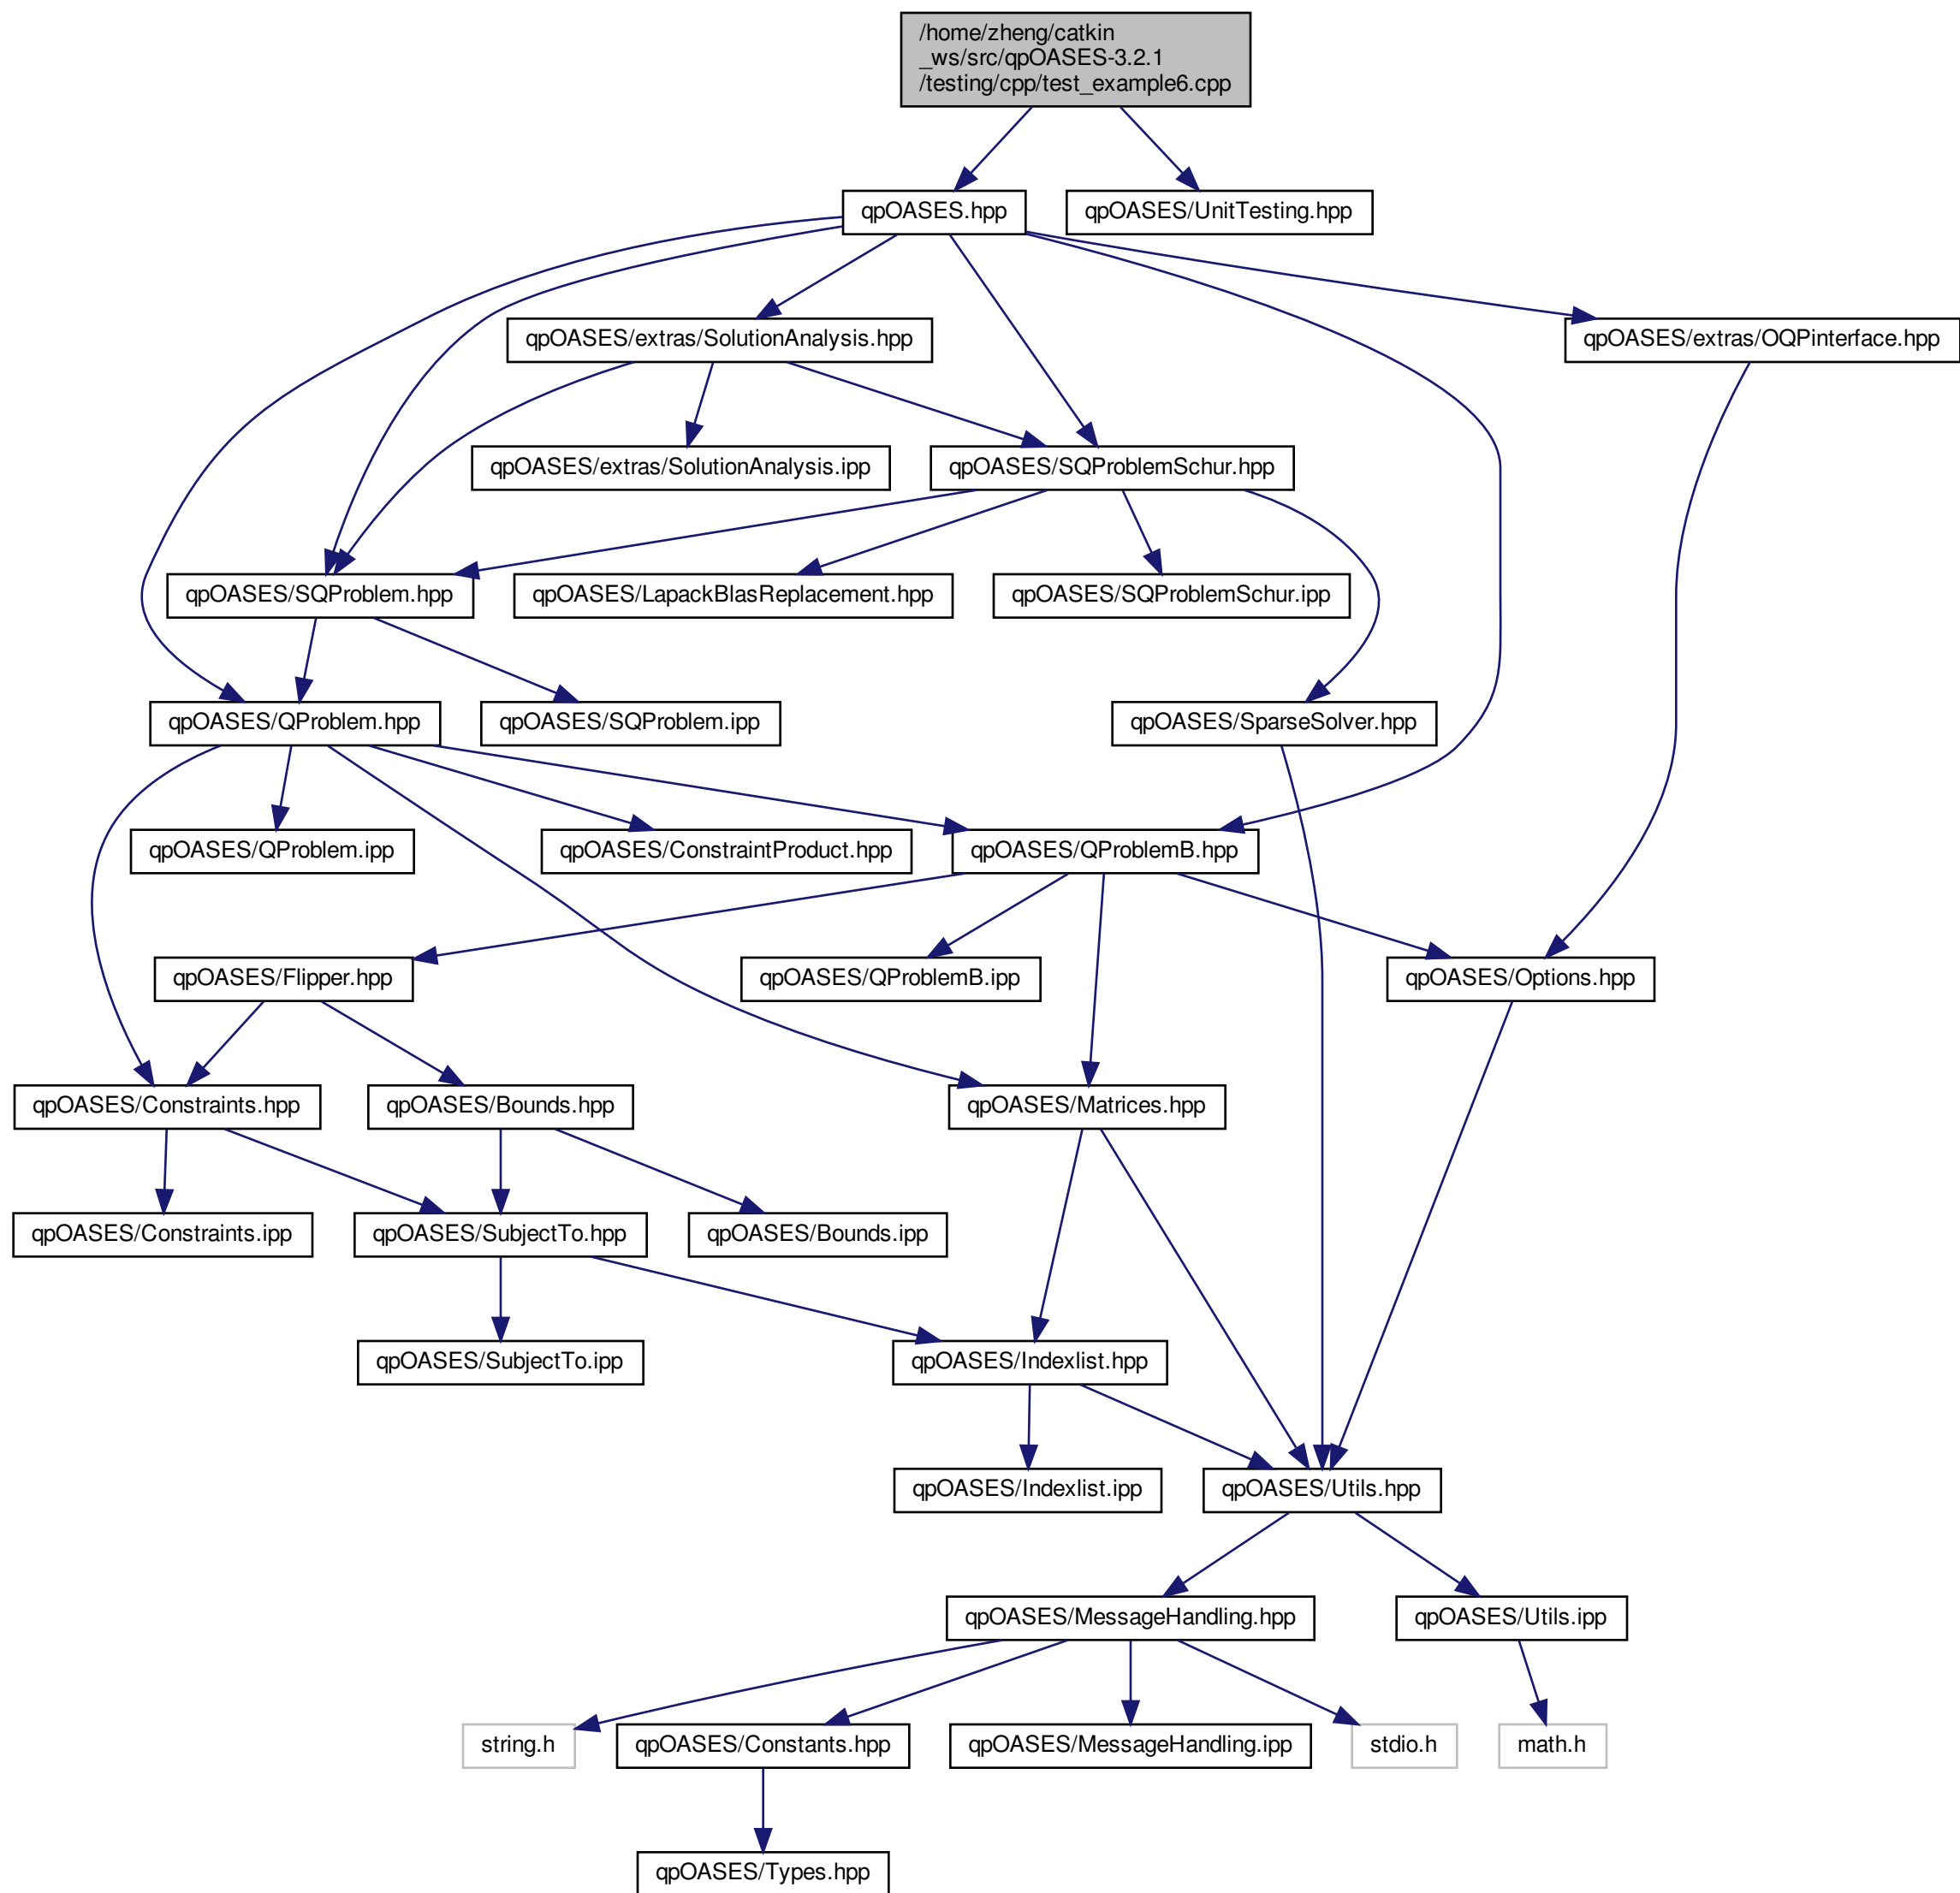 /home/zheng/catkin
_ws/src/qpOASES-3.2.1
/testing/cpp/test_example6.cpp
qpOASES.hpp
qpOASES/UnitTesting.hpp
qpOASES/extras/SolutionAnalysis.hpp
qpOASES/extras/OQPinterface.hpp
qpOASES/extras/SolutionAnalysis.ipp
qpOASES/SQProblemSchur.hpp
qpOASES/SQProblem.hpp
qpOASES/LapackBlasReplacement.hpp
qpOASES/SQProblemSchur.ipp
qpOASES/QProblem.hpp
qpOASES/SQProblem.ipp
qpOASES/SparseSolver.hpp
qpOASES/QProblem.ipp
qpOASES/ConstraintProduct.hpp
qpOASES/QProblemB.hpp
qpOASES/Flipper.hpp
qpOASES/QProblemB.ipp
qpOASES/Options.hpp
qpOASES/Constraints.hpp
qpOASES/Bounds.hpp
qpOASES/Matrices.hpp
qpOASES/Constraints.ipp
qpOASES/SubjectTo.hpp
qpOASES/Bounds.ipp
qpOASES/SubjectTo.ipp
qpOASES/Indexlist.hpp
qpOASES/Indexlist.ipp
qpOASES/Utils.hpp
qpOASES/MessageHandling.hpp
qpOASES/Utils.ipp
string.h
qpOASES/Constants.hpp
qpOASES/MessageHandling.ipp
stdio.h
math.h
qpOASES/Types.hpp